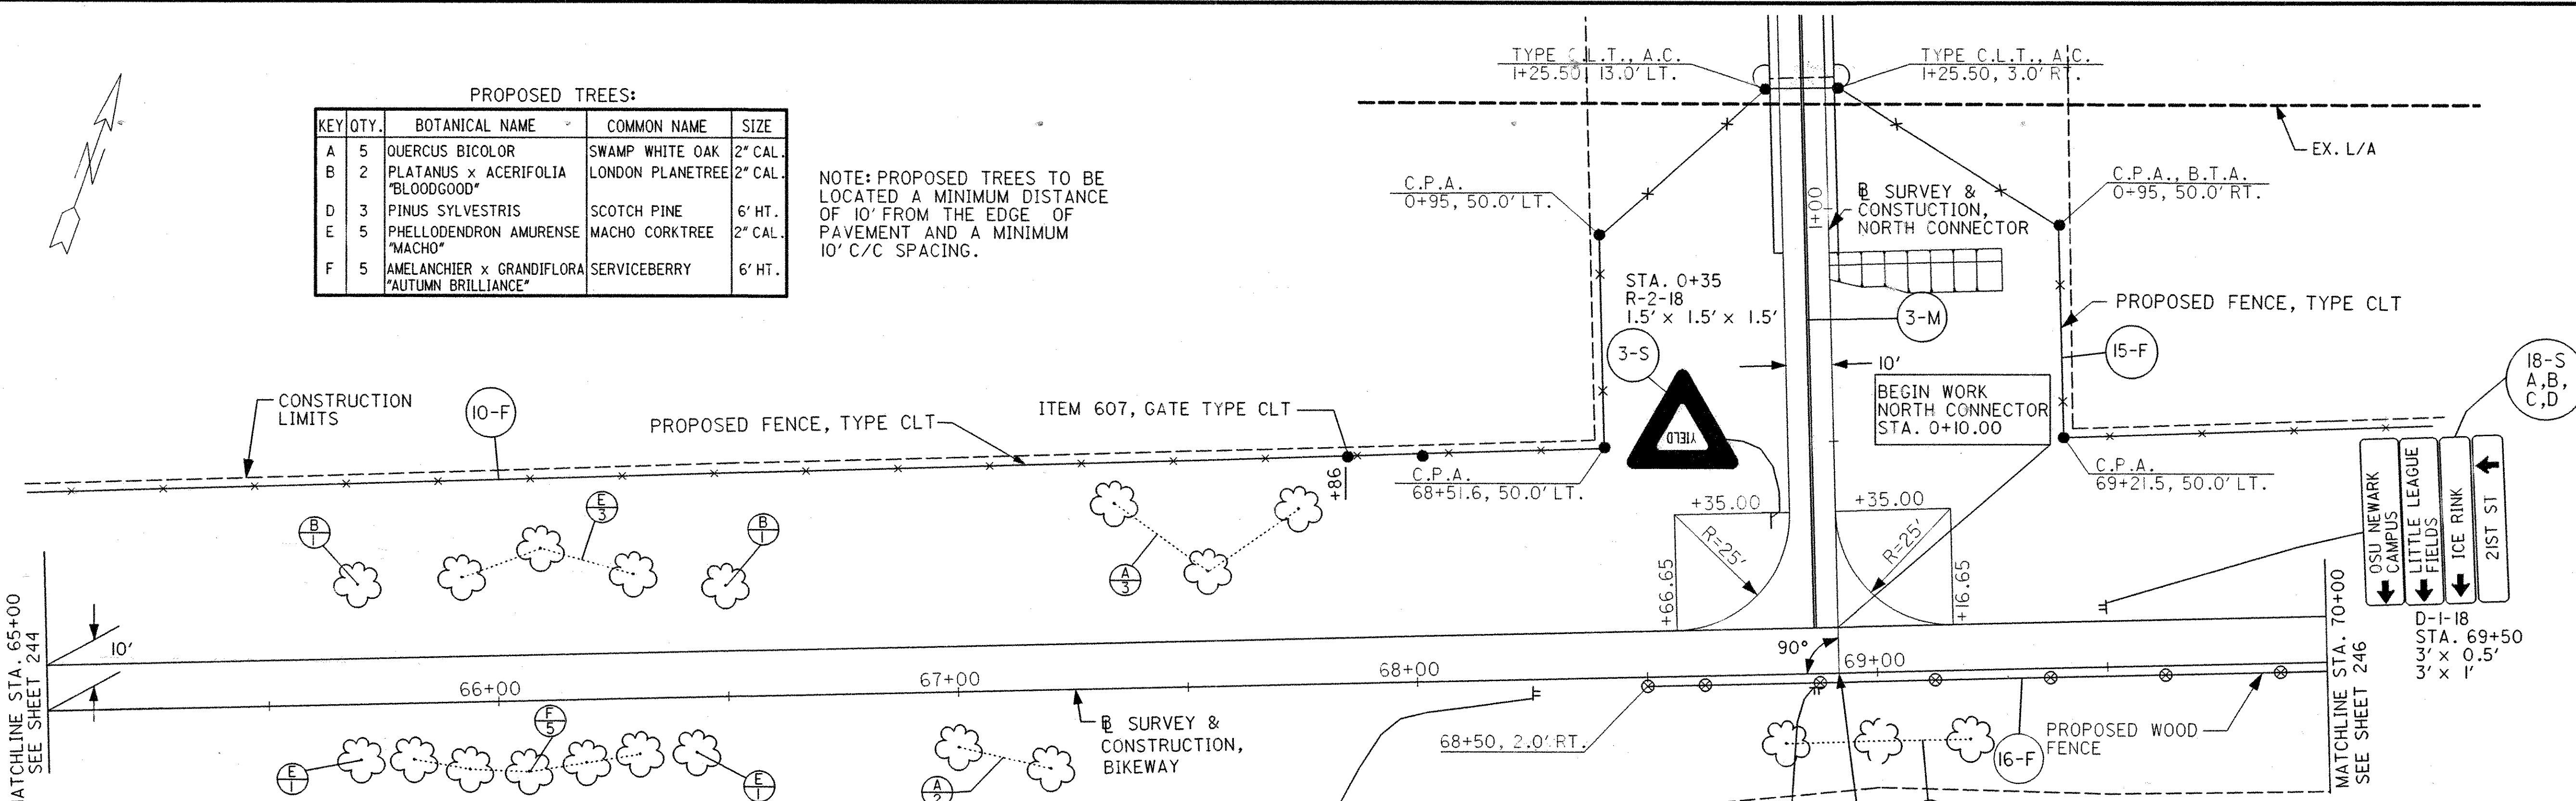 PROPOSED TREES:
KEY QTY. BOTANICAL NAME COMMON NAME SIZE
A 5 QUERCUS BICOLOR SWAMP WHITE OAK 2" CAL.
B 2 PLATANUS x ACERIFOLIA LONDON PLANETREE 2" CAL.
"BLOODGOOD"
D 3 PINUS SYLVESTRIS SCOTCH PINE 6' HT.
E 5 PHELLODENDRON AMURENSE MACHO CORKTREE 2" CAL.
"MACHO"
F 5 AMELANCHIER x GRANDIFLORA SERVICEBERRY 6' HT.
"AUTUMN BRILLIANCE"
NOTE: PROPOSED TREES TO BE
LOCATED A MINIMUM DISTANCE
OF 10' FROM THE EDGE OF
PAVEMENT AND A MINIMUM
10' C/C SPACING.
TYPE C.L.T., A.C.
1+25.50, 13.0' LT.
TYPE C.L.T., A.C.
1+25.50, 3.0' RT.
EX. L/A
C.P.A.
0+95, 50.0' LT.
C.P.A., B.T.A.
0+95, 50.0' RT.
1+00
℄ SURVEY &
CONSTUCTION,
NORTH CONNECTOR
STA. 0+35
R-2-18
1.5' x 1.5' x 1.5'
3-M
3-S
YIELD
10'
PROPOSED FENCE, TYPE CLT
15-F
BEGIN WORK
NORTH CONNECTOR
STA. 0+10.00
18-S
A,B,
C,D
CONSTRUCTION
LIMITS
10-F
PROPOSED FENCE, TYPE CLT
ITEM 607, GATE TYPE CLT
+86
C.P.A.
68+51.6, 50.0' LT.
C.P.A.
69+21.5, 50.0' LT.
OSU NEWARK
CAMPUS
LITTLE LEAGUE
FIELDS
ICE RINK
21ST ST
D-1-18
STA. 69+50
3' x 0.5'
3' x 1'
+35.00
+35.00
R=25'
R=25'
+66.65
+16.65
90°
B
1
E
3
B
1
A
3
MATCHLINE STA. 65+00
SEE SHEET 244
10'
66+00
67+00
68+00
69+00
MATCHLINE STA. 70+00
SEE SHEET 246
E
1
F
5
E
1
A
2
℄ SURVEY &
CONSTRUCTION,
BIKEWAY
68+50, 2.0' RT.
16-F
PROPOSED WOOD
FENCE